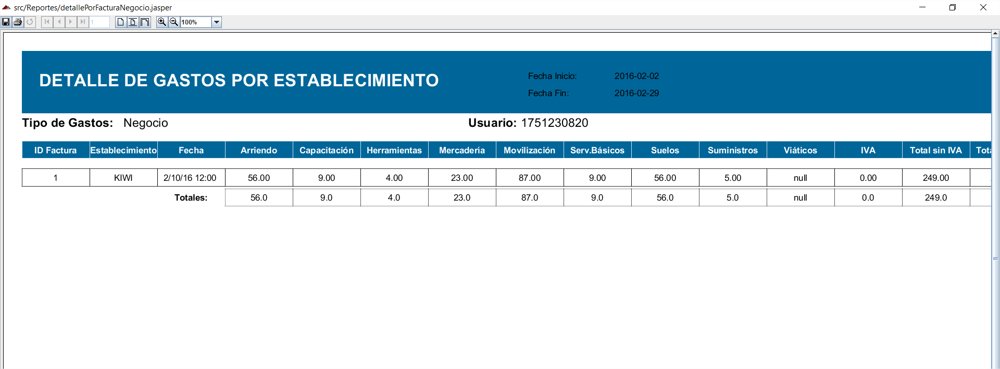 src/Reportes/detallePorFacturaNegocio.jasper
1 100%
DETALLE DE GASTOS POR ESTABLECIMIENTO
Fecha Inicio: 2016-02-02
Fecha Fin: 2016-02-29
Tipo de Gastos: Negocio Usuario: 1751230820
ID Factura Establecimiento Fecha Arriendo Capacitación Herramientas Mercadería Movilización Serv.Básicos Suelos Suministros Viáticos IVA Total sin IVA
1 KIWI 2/10/16 12:00 56.00 9.00 4.00 23.00 87.00 9.00 56.00 5.00 null 0.00 249.00
Totales: 56.0 9.0 4.0 23.0 87.0 9.0 56.0 5.0 null 0.0 249.0